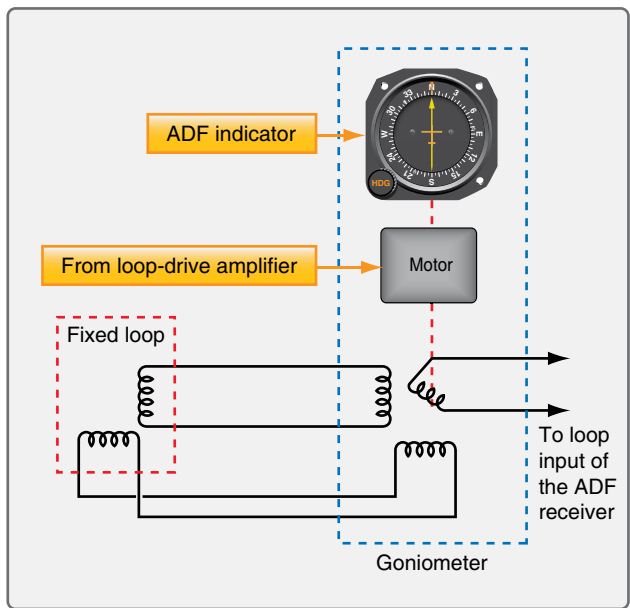 ADF indicator
N
3
6
E
12
15
S
21
24
W
30
33
HDG
From loop-drive amplifier
Motor
Fixed loop
To loop
input of
the ADF
receiver
Goniometer